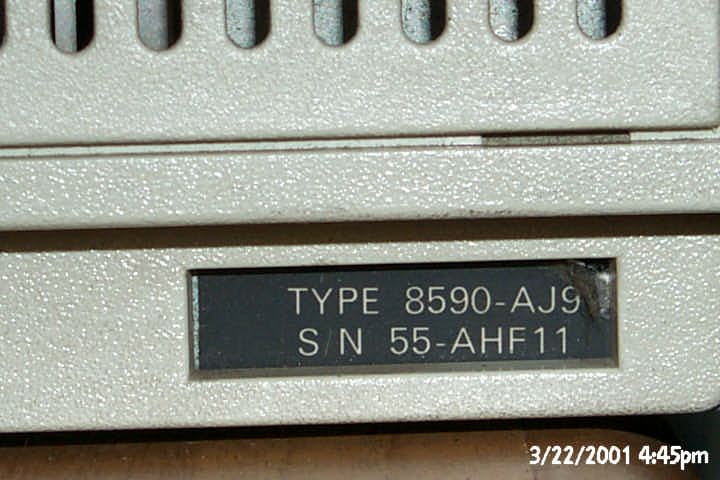 TYPE 8590-AJ9
S/N 55-AHF11
3/22/2001 4:45pm